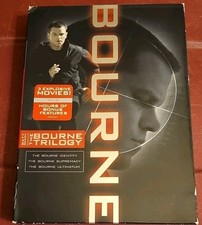 BOURNE
3 EXPLOSIVE
MOVIES!
HOURS OF
BONUS
FEATURES
THE
BOURNE
TRILOGY
THE BOURNE IDENTITY
THE BOURNE SUPREMACY
THE BOURNE ULTIMATUM